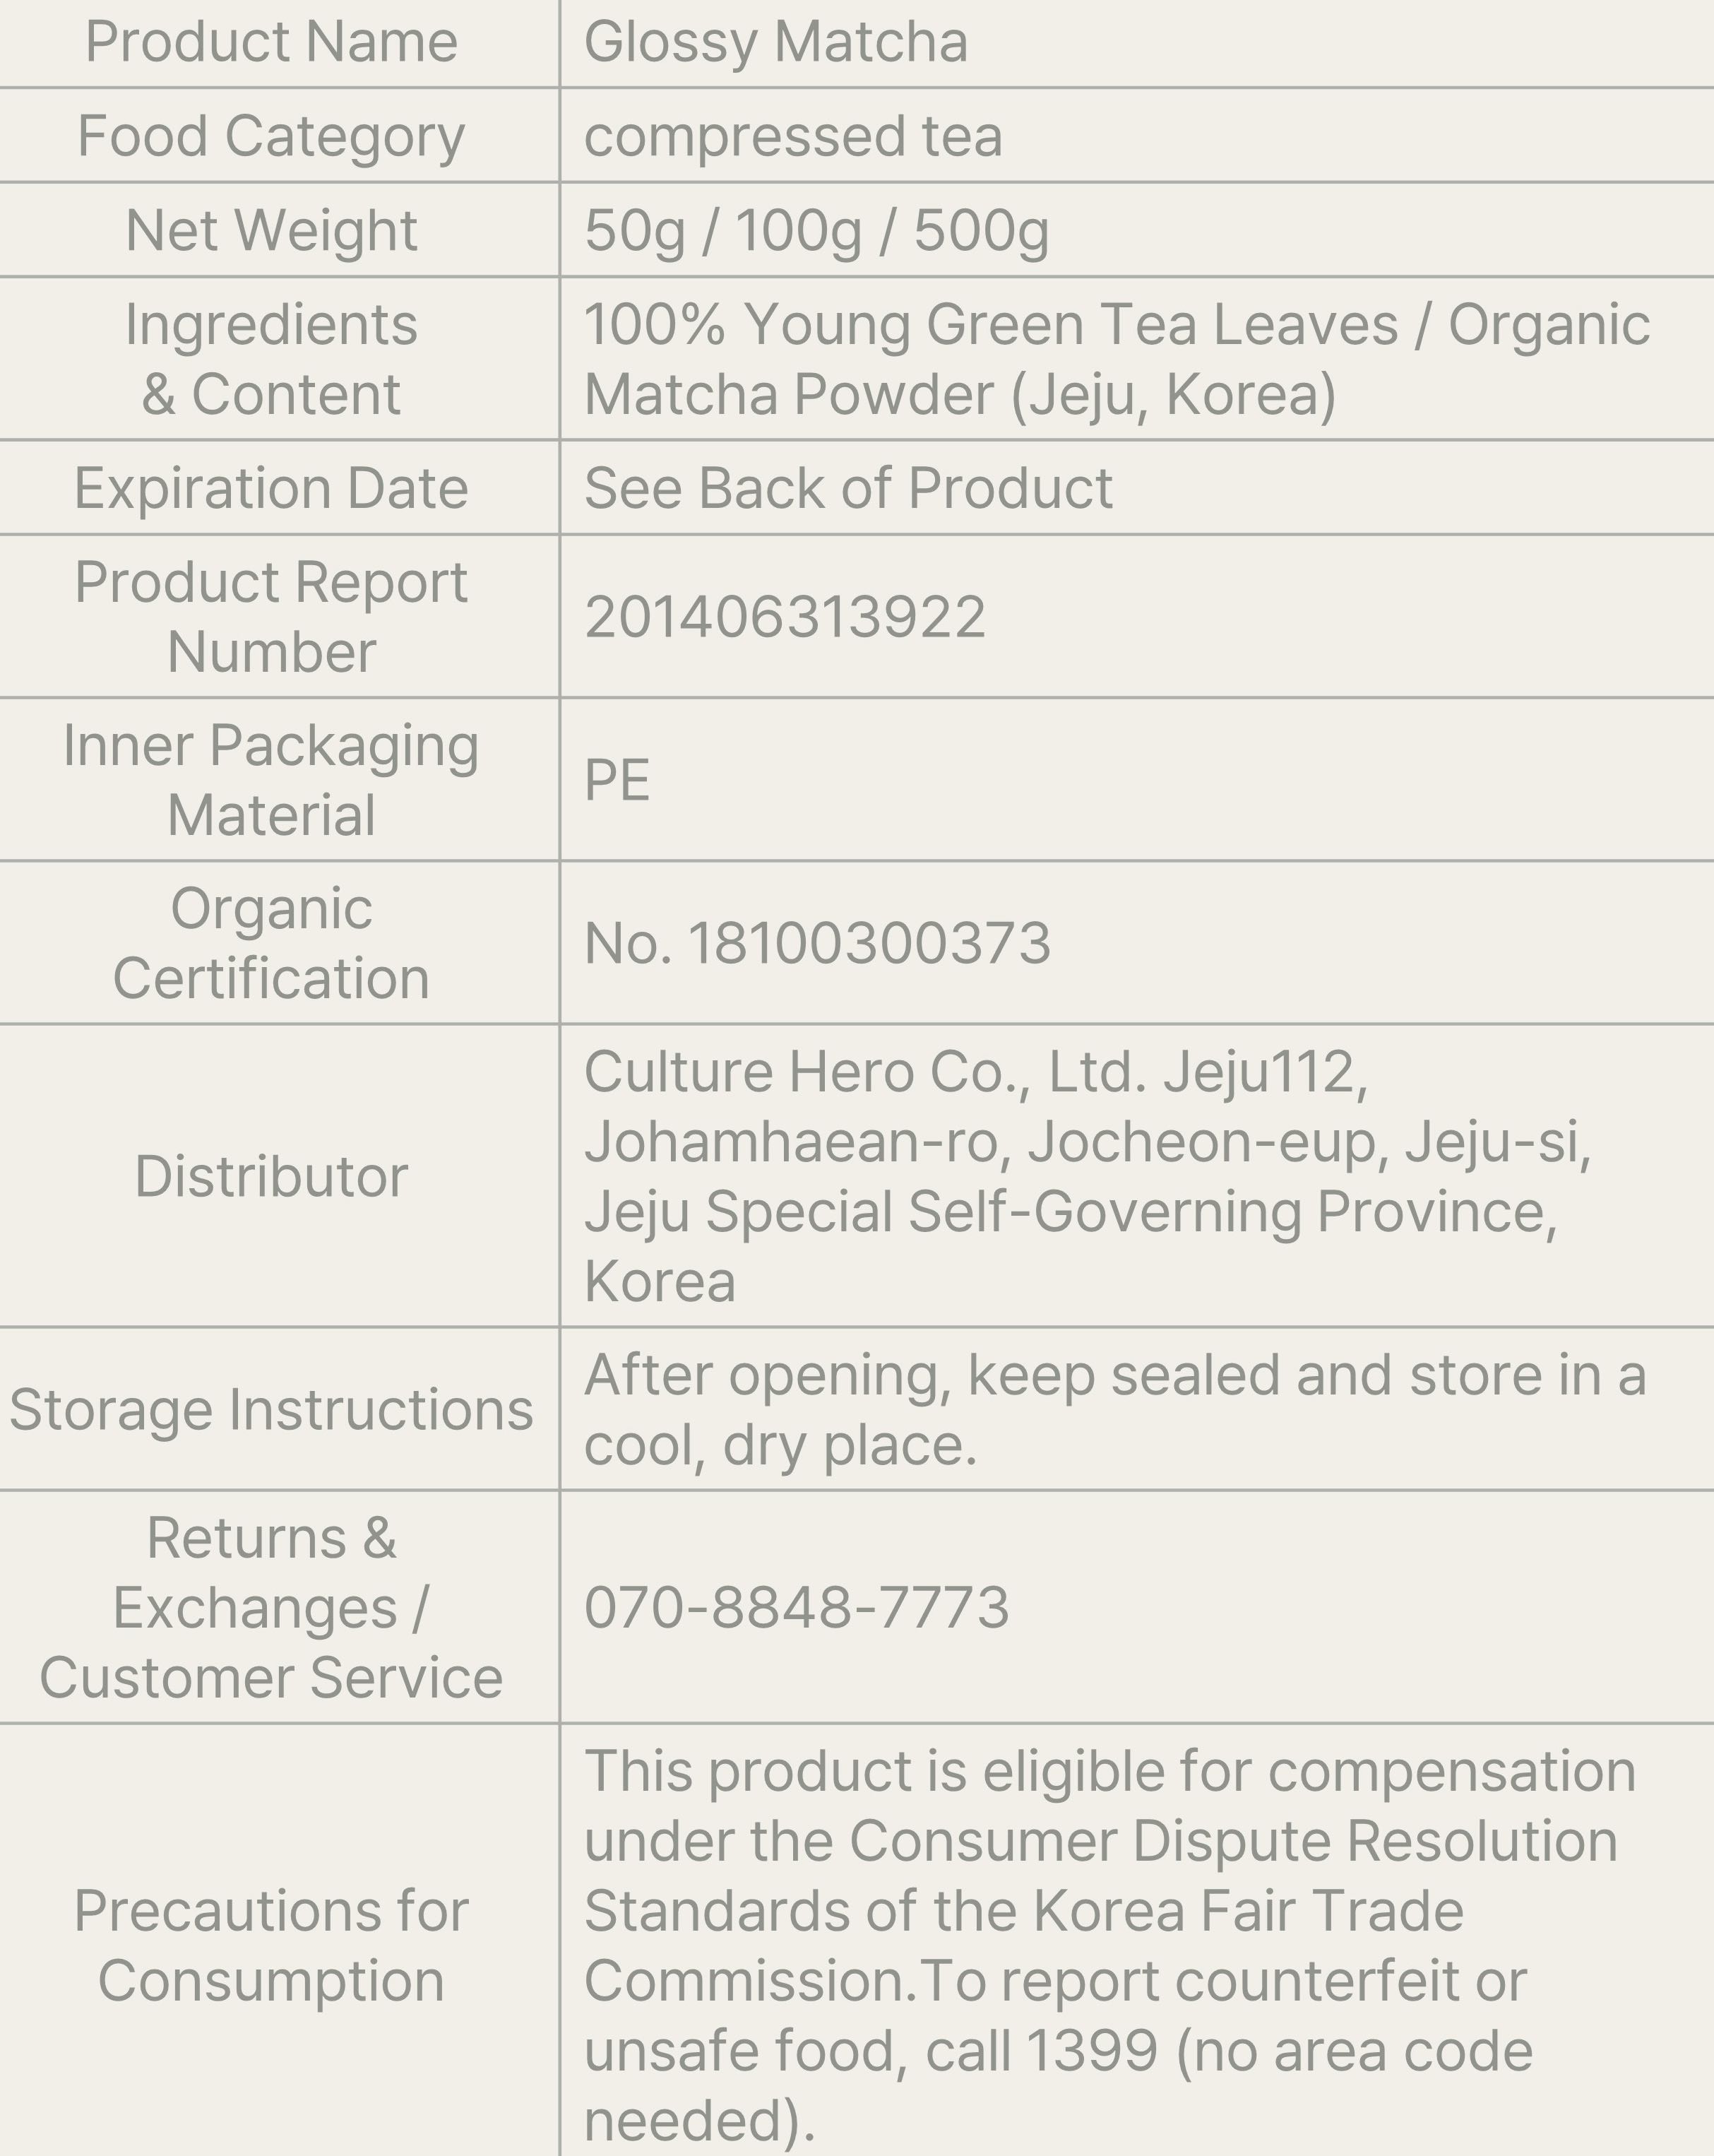 Product Name
Glossy Matcha
Food Category
compressed tea
Net Weight
50g / 100g / 500g
Ingredients
& Content
100% Young Green Tea Leaves / Organic
Matcha Powder (Jeju, Korea)
Expiration Date
See Back of Product
Product Report
Number
201406313922
Inner Packaging
Material
PE
Organic
Certification
No. 18100300373
Distributor
Culture Hero Co., Ltd. Jeju112,
Johamhaean-ro, Jocheon-eup, Jeju-si,
Jeju Special Self-Governing Province,
Korea
Storage Instructions
After opening, keep sealed and store in a
cool, dry place.
Returns &
Exchanges /
Customer Service
070-8848-7773
Precautions for
Consumption
This product is eligible for compensation
under the Consumer Dispute Resolution
Standards of the Korea Fair Trade
Commission.To report counterfeit or
unsafe food, call 1399 (no area code
needed).